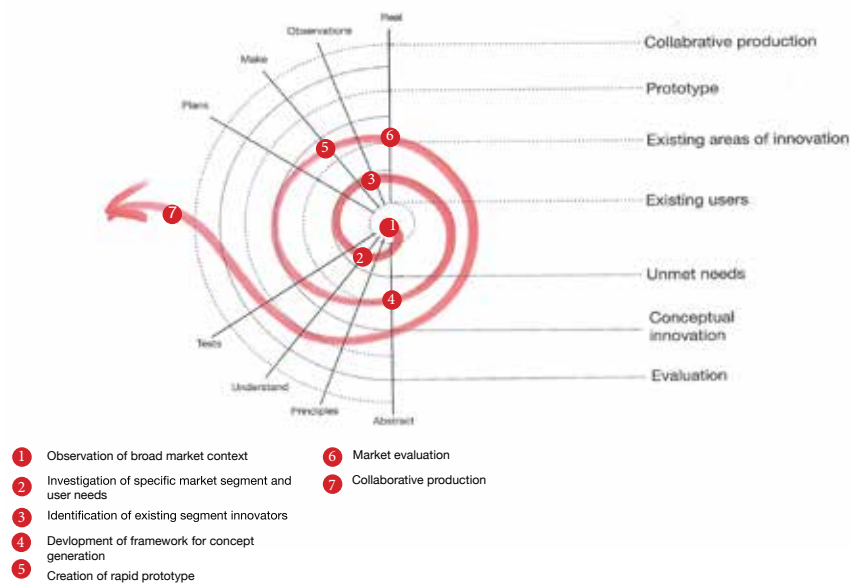 Real
Observations
Collabrative production
Make
Prototype
Plans
6
5
Existing areas of innovation
3
Existing users
7
1
2
Unmet needs
4
Conceptual
innovation
Tests
Evaluation
Understand
Principles
Abstract
1 Observation of broad market context
2 Investigation of specific market segment and
user needs
3 Identification of existing segment innovators
4 Devlopment of framework for concept
generation
5 Creation of rapid prototype
6 Market evaluation
7 Collaborative production